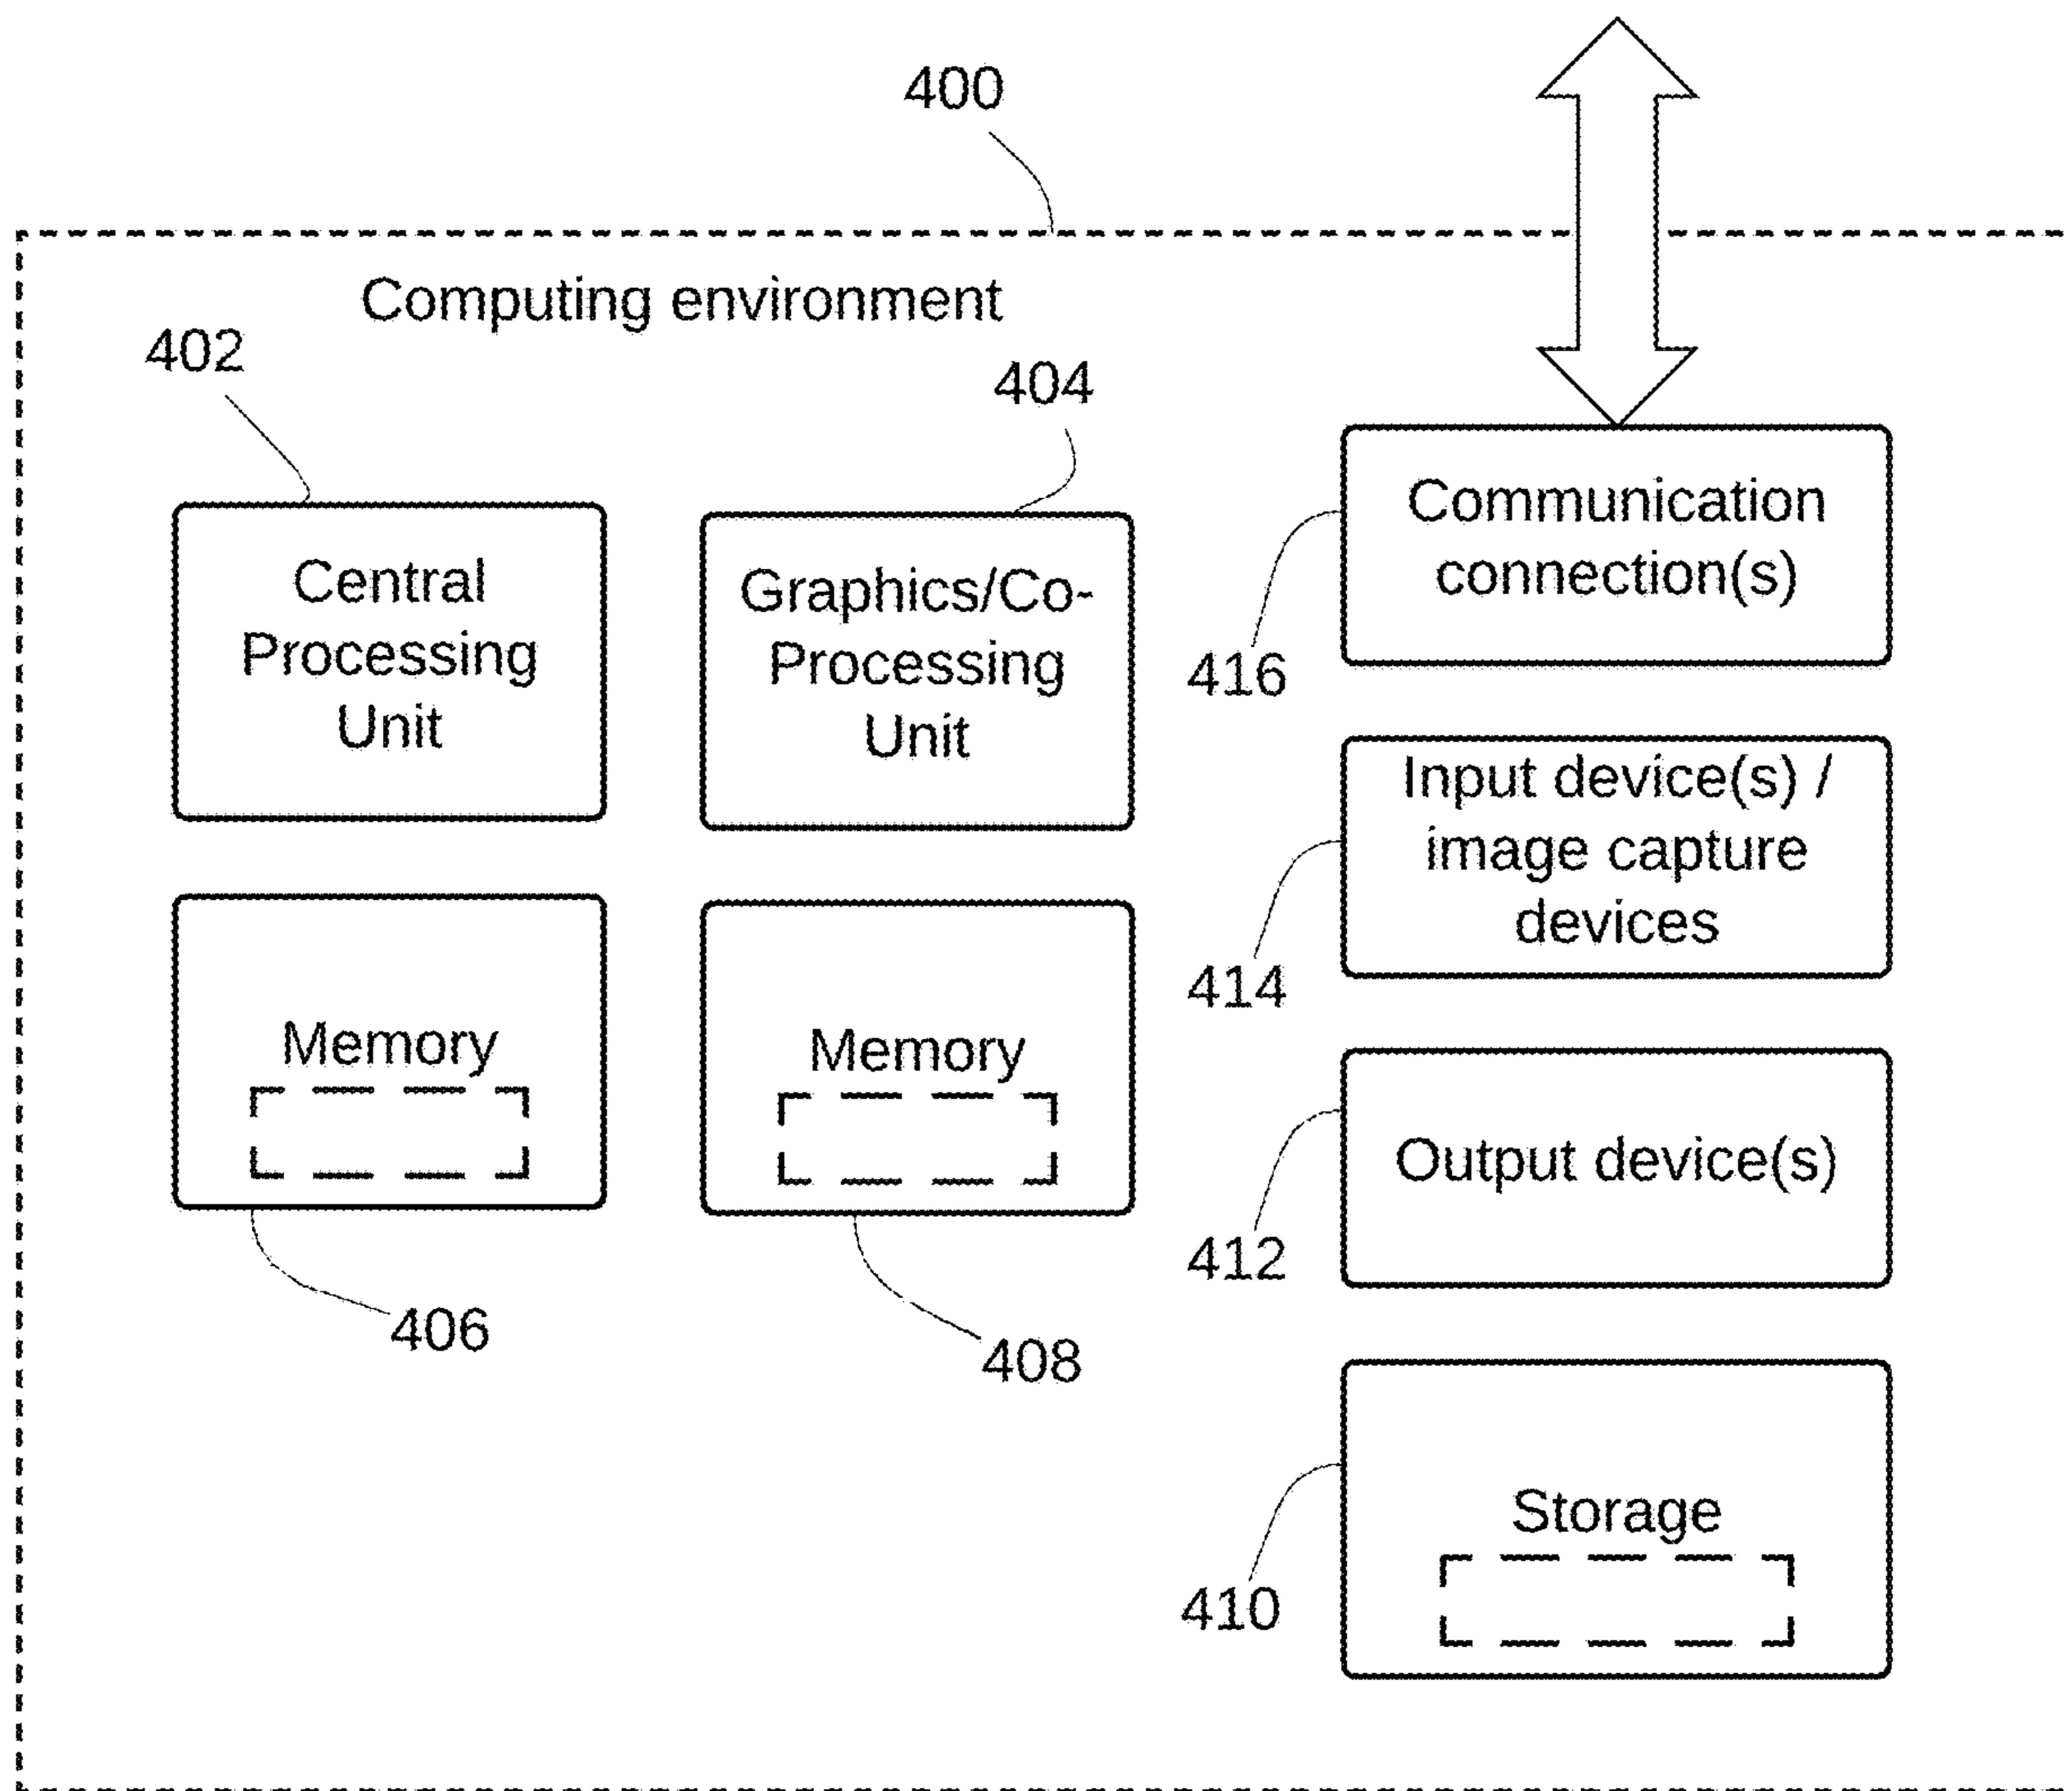 400
Computing environment
402
404
Central
Processing
Unit
Graphics/Co-
Processing
Unit
Communication
connection(s)
416
Input device(s) /
image capture
devices
414
Memory
Memory
Output device(s)
412
406
408
Storage
410